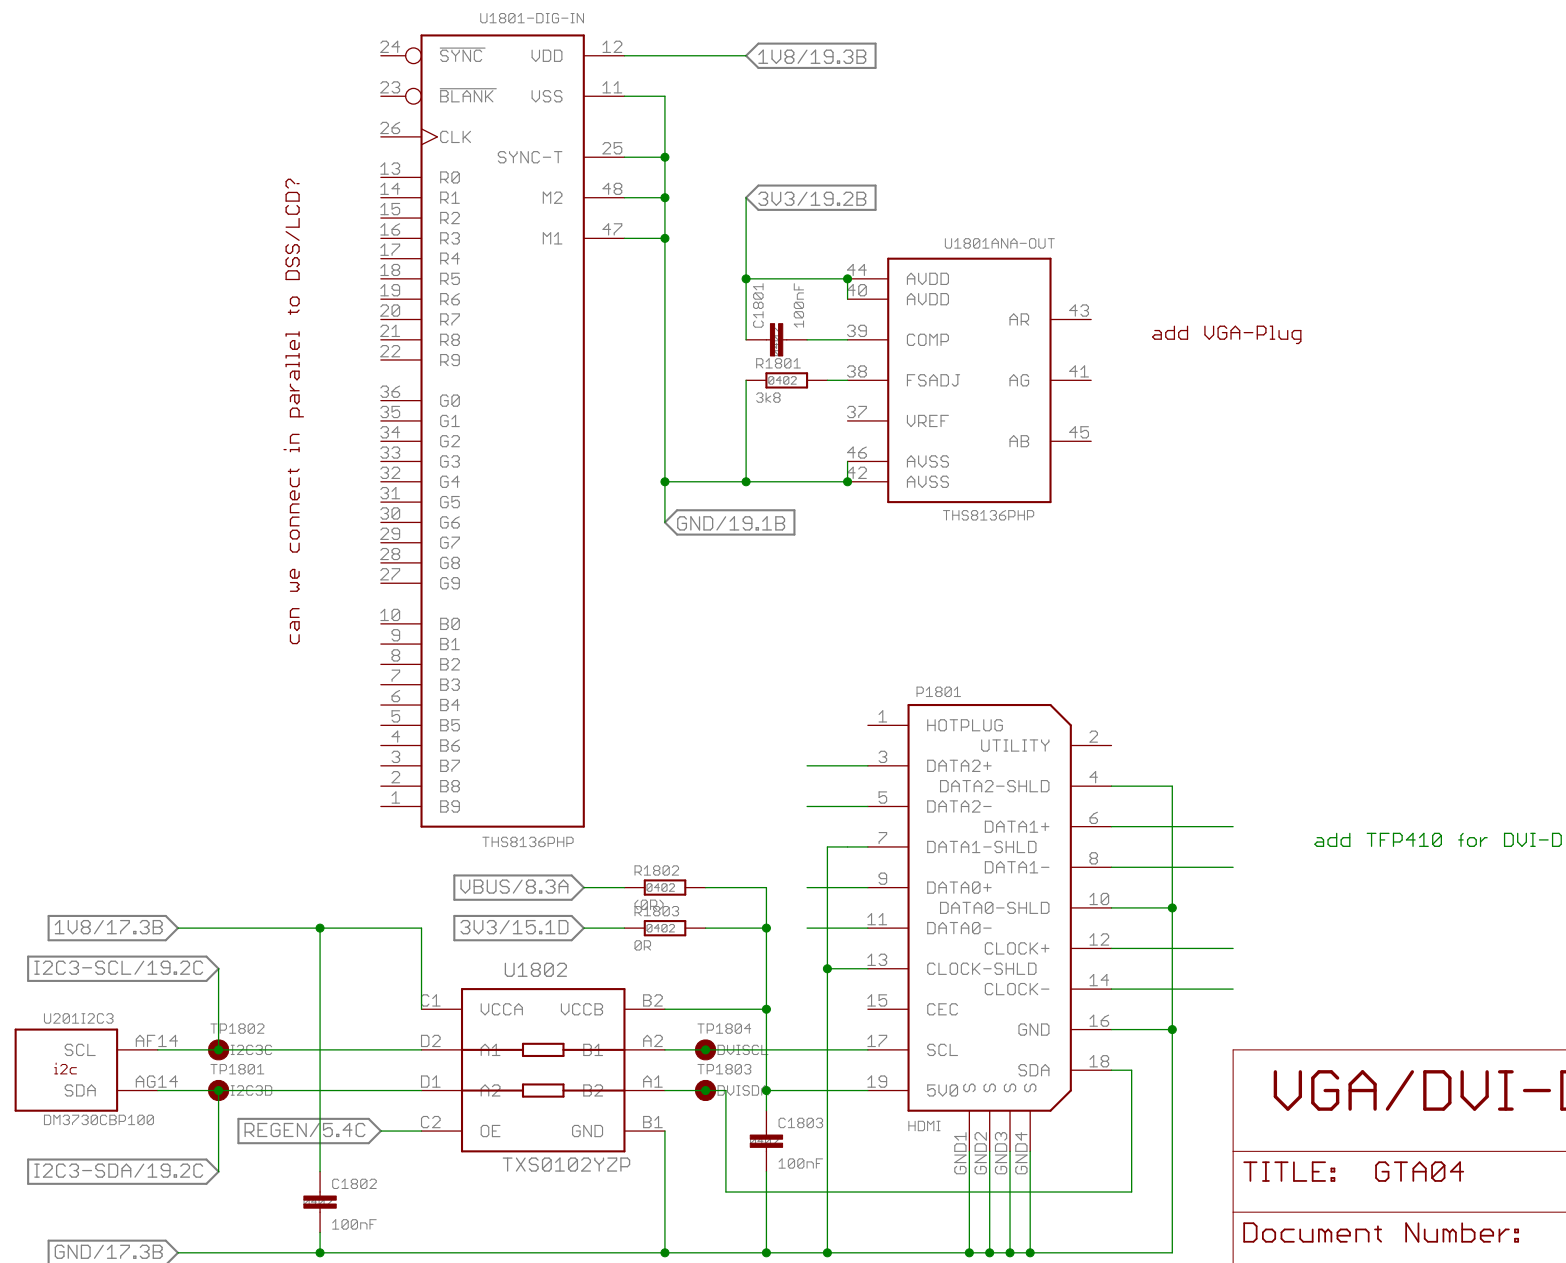 U1801-DIG-IN
24 SYNC VDD 12
1V8/19.3B
23 BLANK VSS 11
26 CLK
SYNC-T 25
13 R0
14 R1 M2 48
15 R2
16 R3 M1 47
17 R4
18 R5
19 R6
20 R7
21 R8
22 R9
36 G0
35 G1
34 G2
33 G3
32 G4
31 G5
30 G6
29 G7
28 G8
27 G9
10 B0
9 B1
8 B2
7 B3
6 B4
5 B5
4 B6
3 B7
2 B8
1 B9
THS8136PHP
can we connect in parallel to DSS/LCD?
3V3/19.2B
U1801ANA-OUT
44 AVDD
40 AVDD
AR 43
39 COMP
38 FSADJ AG 41
37 VREF
AB 45
46 AVSS
42 AVSS
THS8136PHP
C1801
100nF
R1801
0402
3k8
GND/19.1B
add VGA-Plug
P1801
1 HOTPLUG
UTILITY 2
3 DATA2+
DATA2-SHLD 4
5 DATA2-
DATA1+ 6
7 DATA1-SHLD
DATA1- 8
9 DATA0+
DATA0-SHLD 10
11 DATA0-
CLOCK+ 12
13 CLOCK-SHLD
CLOCK- 14
15 CEC
GND 16
17 SCL
SDA 18
19 5V0 S S S S
HDMI
GND1
GND2
GND3
GND4
add TFP410 for DVI-D
VBUS/8.3A
R1802
0402
(0R)
3V3/15.1D
R1803
0402
0R
1V8/17.3B
I2C3-SCL/19.2C
U201I2C3
SCL AF14
i2c
SDA AG14
DM3730CBP100
TP1802
I2C3C
TP1801
I2C3D
I2C3-SDA/19.2C
REGEN/5.4C
U1802
C1 VCCA VCCB B2
D2 A1 B1 A2
D1 A2 B2 A1
C2 OE GND B1
TXS0102YZP
TP1804
DVISCL
TP1803
DVISDA
C1803
100nF
C1802
100nF
GND/17.3B
VGA/DVI-D
TITLE: GTA04
Document Number: